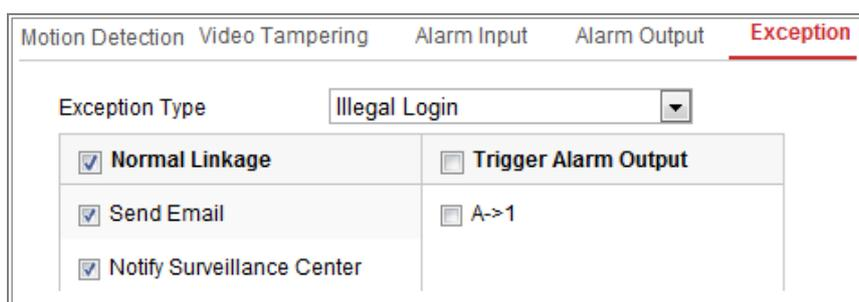 Motion Detection Video Tampering Alarm Input Alarm Output Exception
Exception Type Illegal Login
Normal Linkage Trigger Alarm Output
Send Email A->1
Notify Surveillance Center